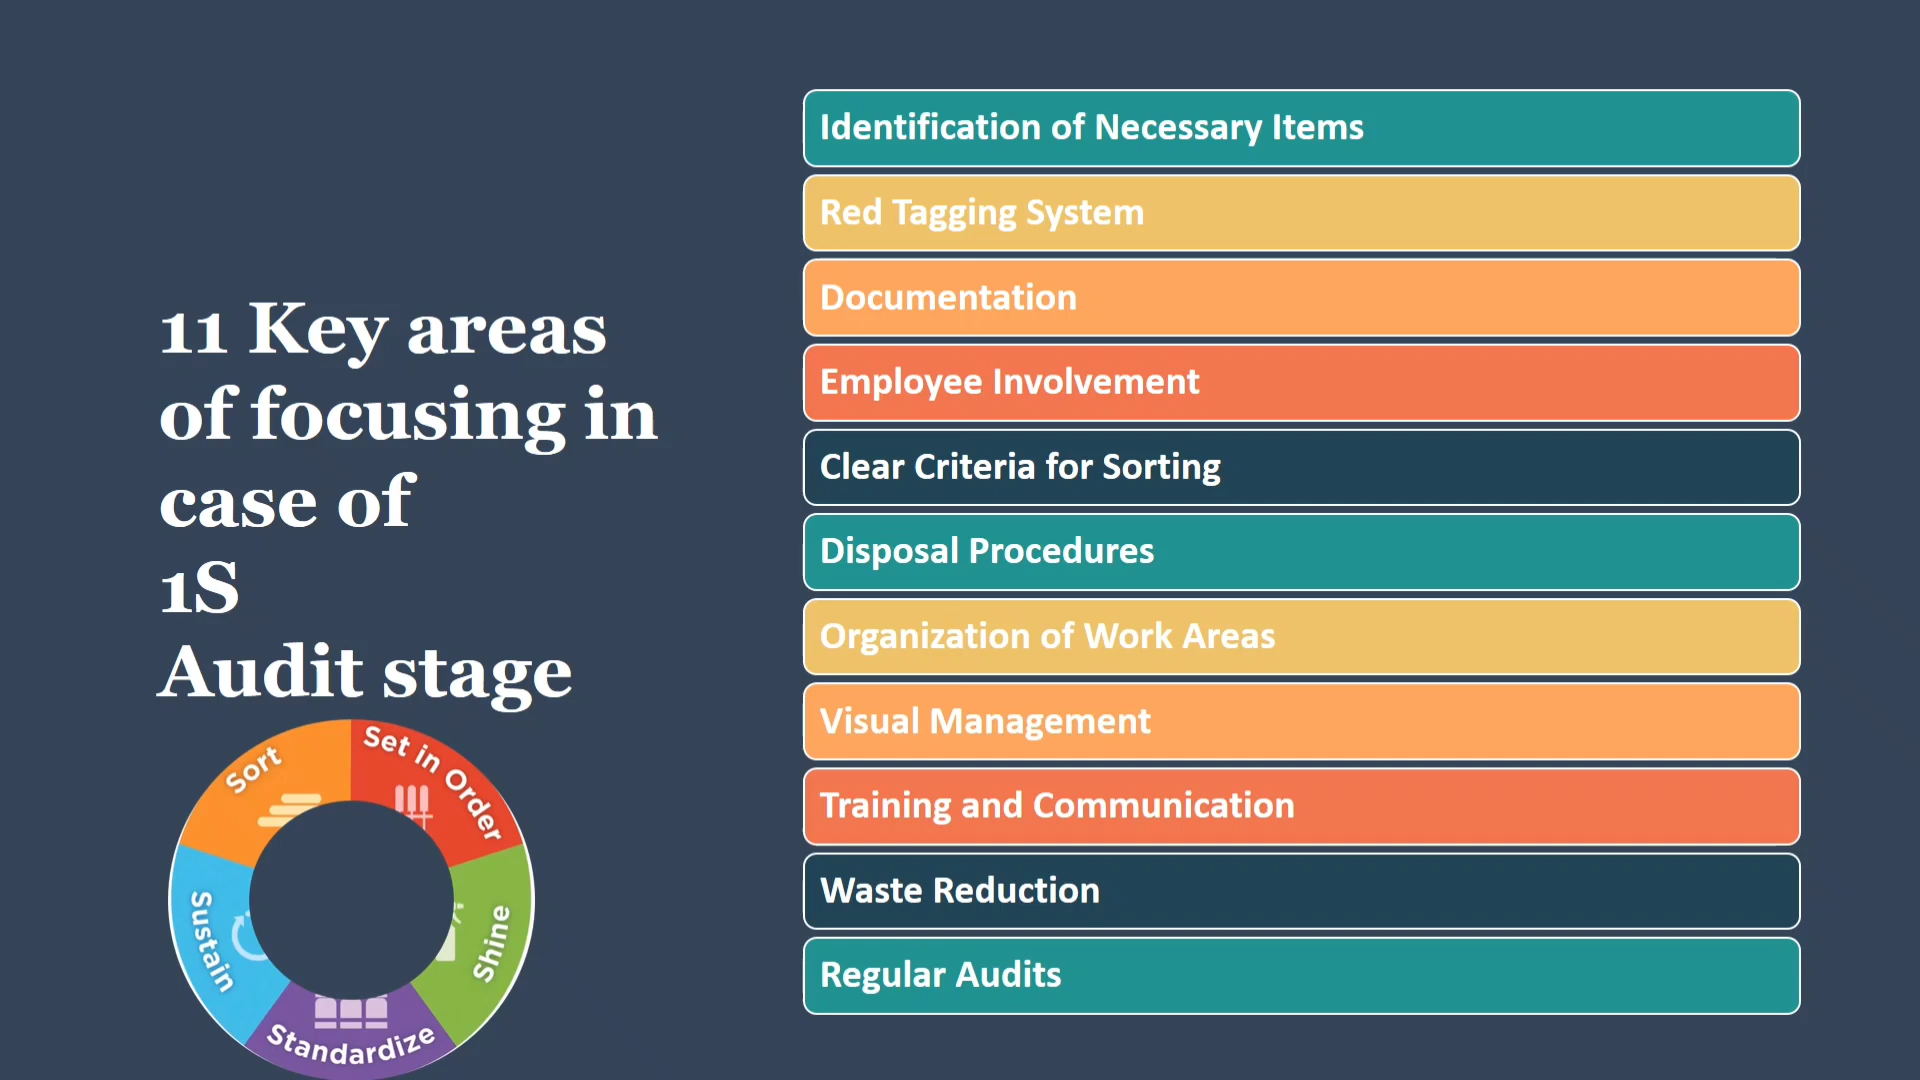 11 Key areas
of focusing in
case of
1S
Audit stage
Sort
Set in Order
Shine
Standardize
Sustain
Identification of Necessary Items
Red Tagging System
Documentation
Employee Involvement
Clear Criteria for Sorting
Disposal Procedures
Organization of Work Areas
Visual Management
Training and Communication
Waste Reduction
Regular Audits